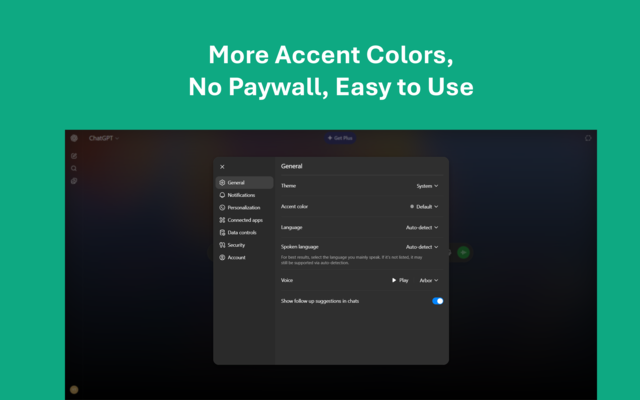 More Accent Colors,
No Paywall, Easy to Use
ChatGPT
Get Plus
General
General
Notifications
Personalization
Connected apps
Data controls
Security
Account
Theme
System
Accent color
Default
Language
Auto-detect
Spoken language
Auto-detect
For best results, select the language you mainly speak. If it's not listed, it may
still be supported via auto-detection.
Voice
Play
Arbor
Show follow up suggestions in chats